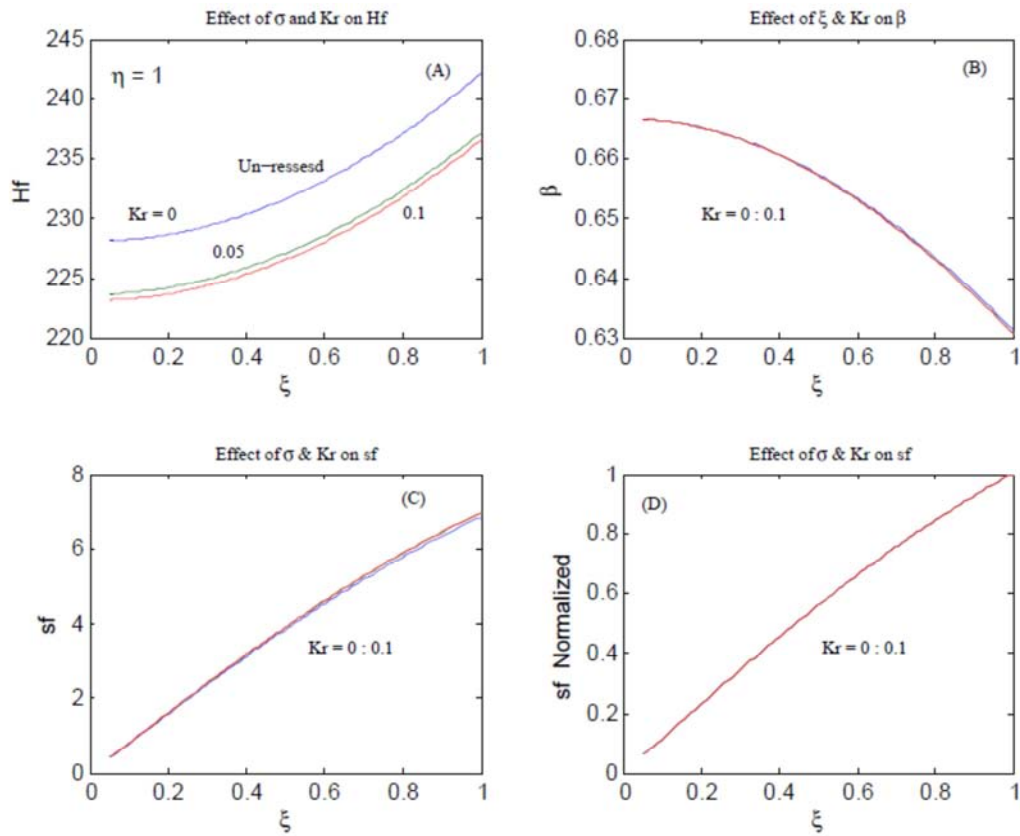 Effect of σ and Kr on Hf
245
240
235
230
225
220
Hf
η = 1
(A)
Un-ressesd
Kr = 0
0.05
0.1
0 0.2 0.4 0.6 0.8 1
ξ
Effect of ξ & Kr on β
0.68
0.67
0.66
0.65
0.64
0.63
β
(B)
Kr = 0 : 0.1
0 0.2 0.4 0.6 0.8 1
ξ
Effect of σ & Kr on sf
8
6
4
2
0
sf
(C)
Kr = 0 : 0.1
0 0.2 0.4 0.6 0.8 1
ξ
Effect of σ & Kr on sf
1
0.8
0.6
0.4
0.2
0
sf Normalized
(D)
Kr = 0 : 0.1
0 0.2 0.4 0.6 0.8 1
ξ